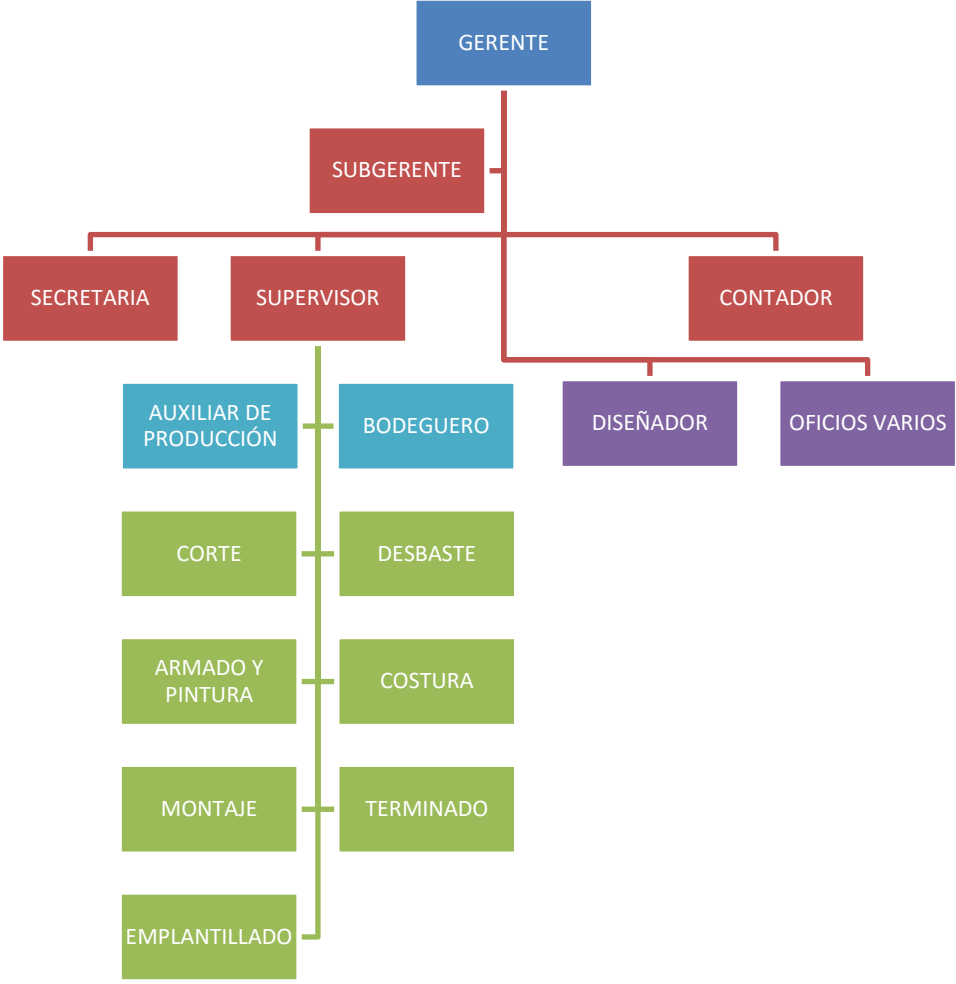 GERENTE
SUBGERENTE
SECRETARIA
SUPERVISOR
CONTADOR
AUXILIAR DE
PRODUCCIÓN
BODEGUERO
DISEÑADOR
OFICIOS VARIOS
CORTE
DESBASTE
ARMADO Y
PINTURA
COSTURA
MONTAJE
TERMINADO
EMPLANTILLADO